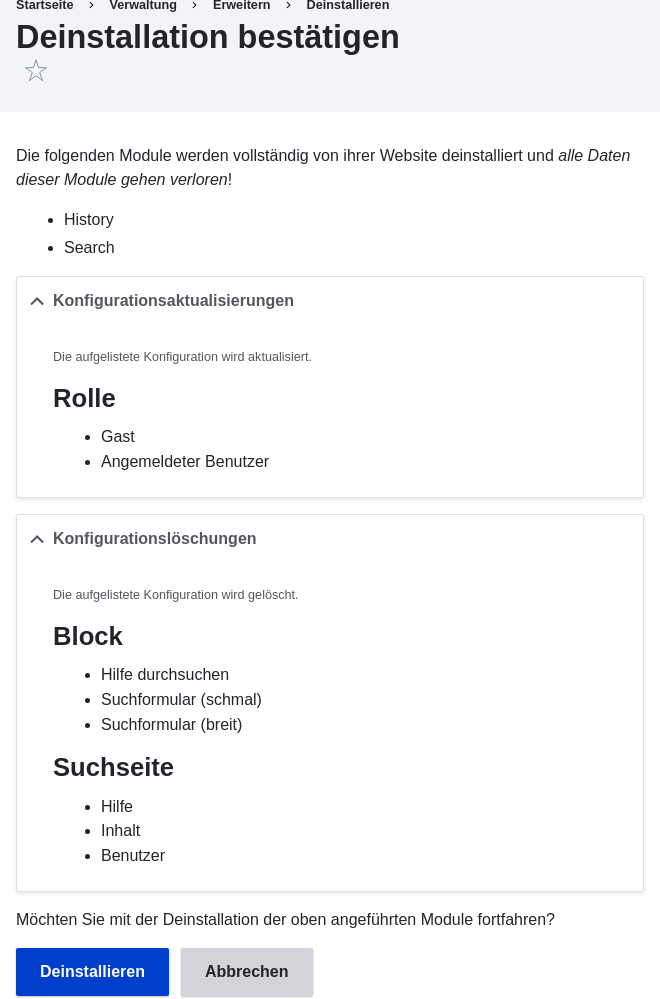 Startseite > Verwaltung > Erweitern > Deinstallieren
Deinstallation bestätigen
Die folgenden Module werden vollständig von ihrer Website deinstalliert und alle Daten
dieser Module gehen verloren!
• History
• Search
Konfigurationsaktualisierungen
Die aufgelistete Konfiguration wird aktualisiert.
Rolle
• Gast
• Angemeldeter Benutzer
Konfigurationslöschungen
Die aufgelistete Konfiguration wird gelöscht.
Block
• Hilfe durchsuchen
• Suchformular (schmal)
• Suchformular (breit)
Suchseite
• Hilfe
• Inhalt
• Benutzer
Möchten Sie mit der Deinstallation der oben angeführten Module fortfahren?
Deinstallieren Abbrechen